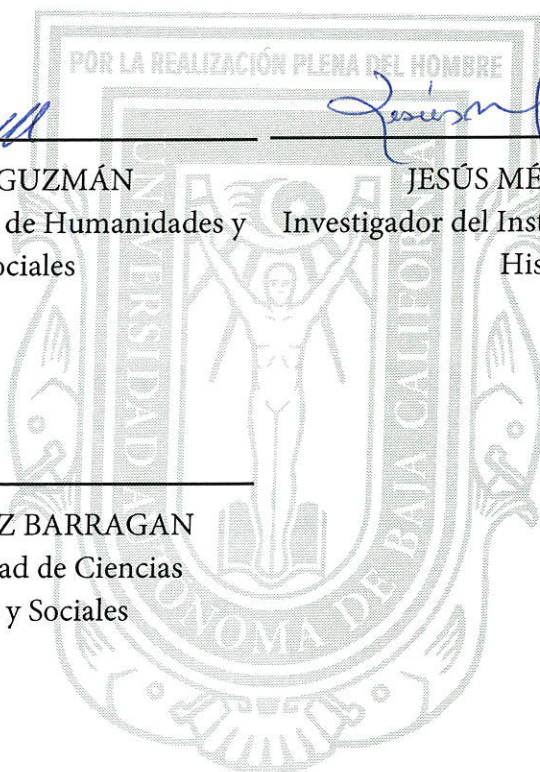 POR LA REALIZACIÓN PLENA DEL HOMBRE
UNIVERSIDAD AUTÓNOMA DE BAJA CALIFORNIA
GUZMÁN
de Humanidades y
ociales
JESÚS MÉ
Investigador del Inst
His
Z BARRAGAN
ad de Ciencias
y Sociales